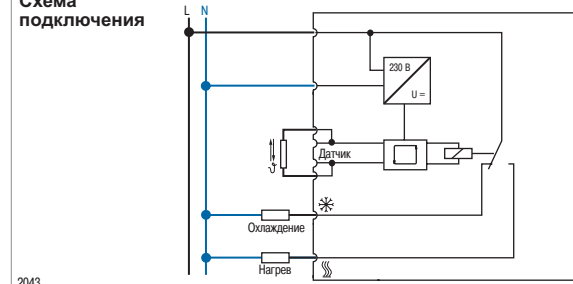 Схема
подключения
L N
230 В
U =
Датчик
Охлаждение
Нагрев
2043